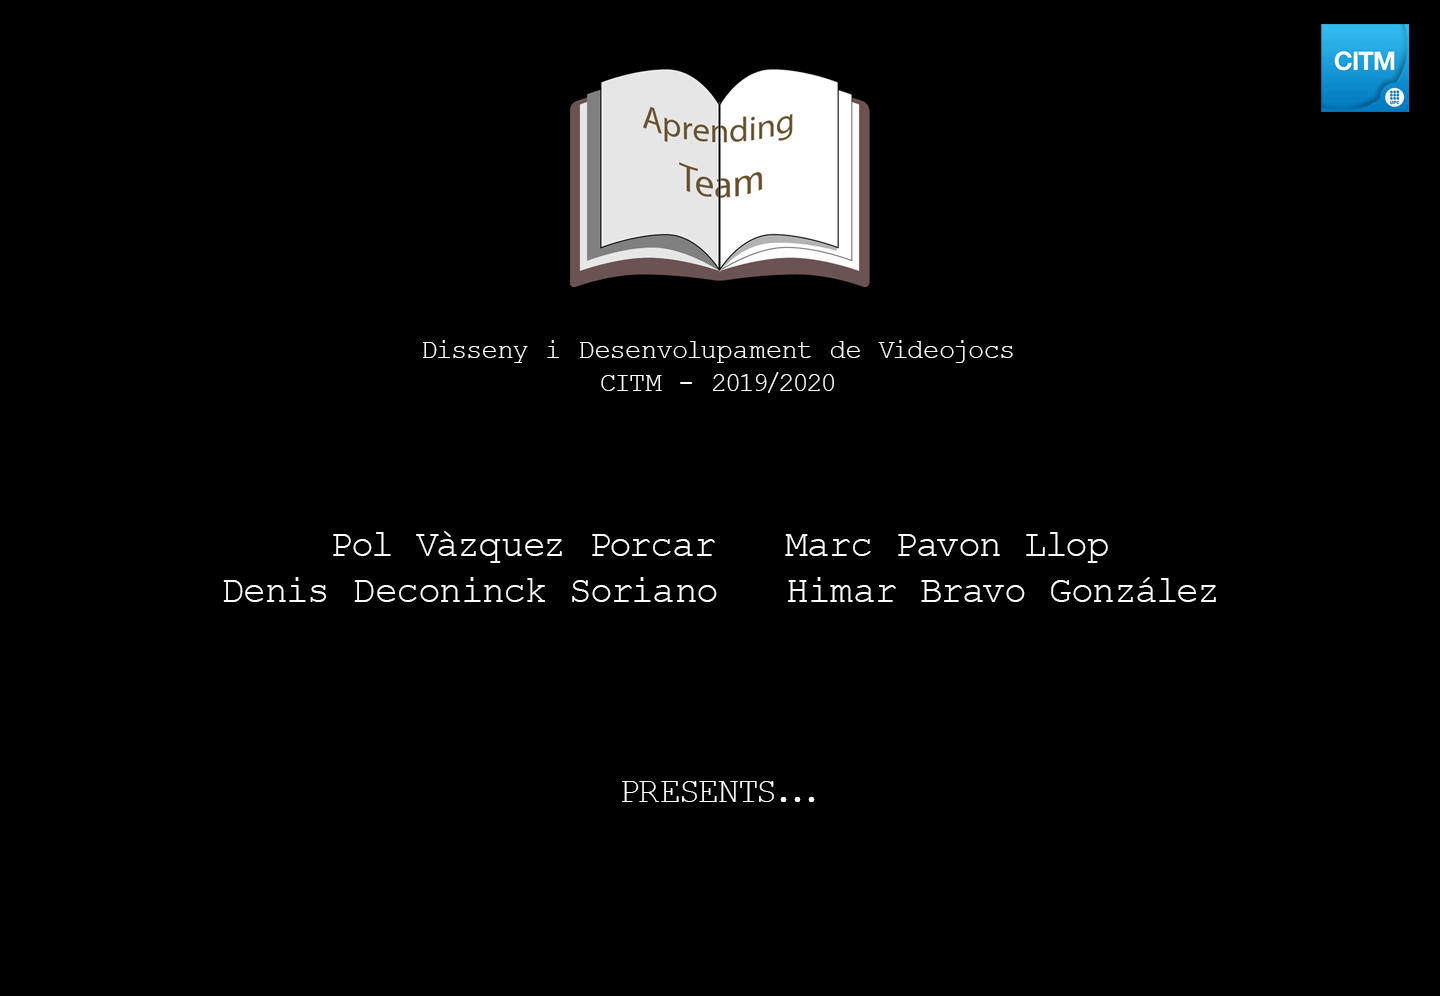 CITM
UPC
Aprending
Team
Disseny i Desenvolupament de Videojocs
CITM - 2019/2020
Pol Vàzquez Porcar Marc Pavon Llop
Denis Deconinck Soriano Himar Bravo González
PRESENTS...